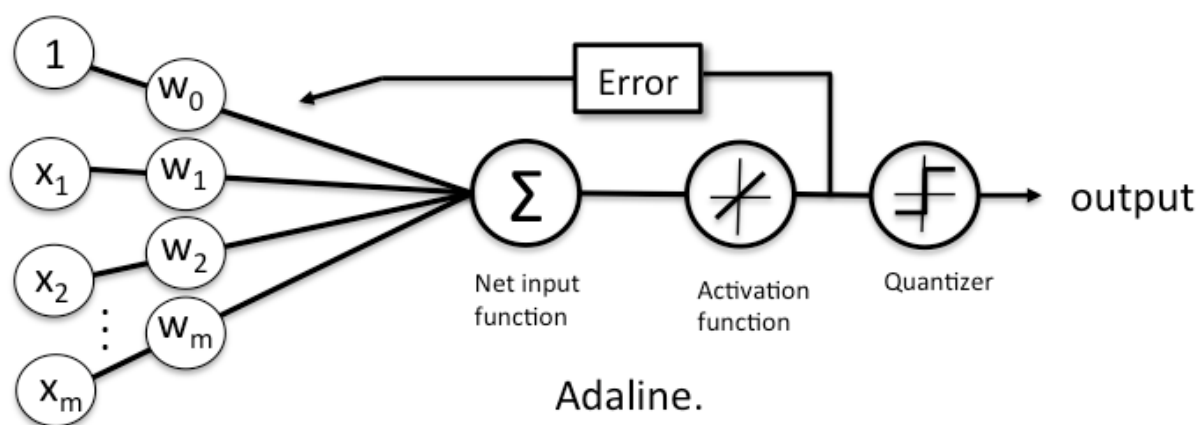 1
w₀
Error
x₁
w₁
Σ
output
x₂
w₂
Net input
function
Activation
function
Quantizer
⋮
wₘ
xₘ
Adaline.